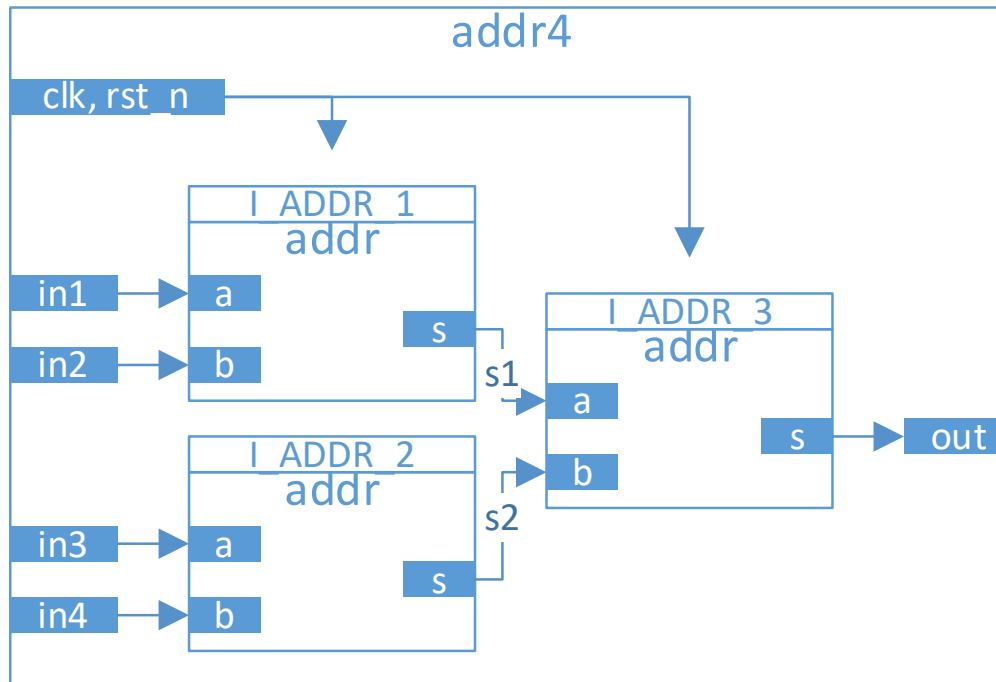 addr4
clk, rst_n
I_ADDR_1
addr
in1
a
in2
b
s
s1
I_ADDR_2
addr
in3
a
in4
b
s
s2
I_ADDR_3
addr
a
b
s
out